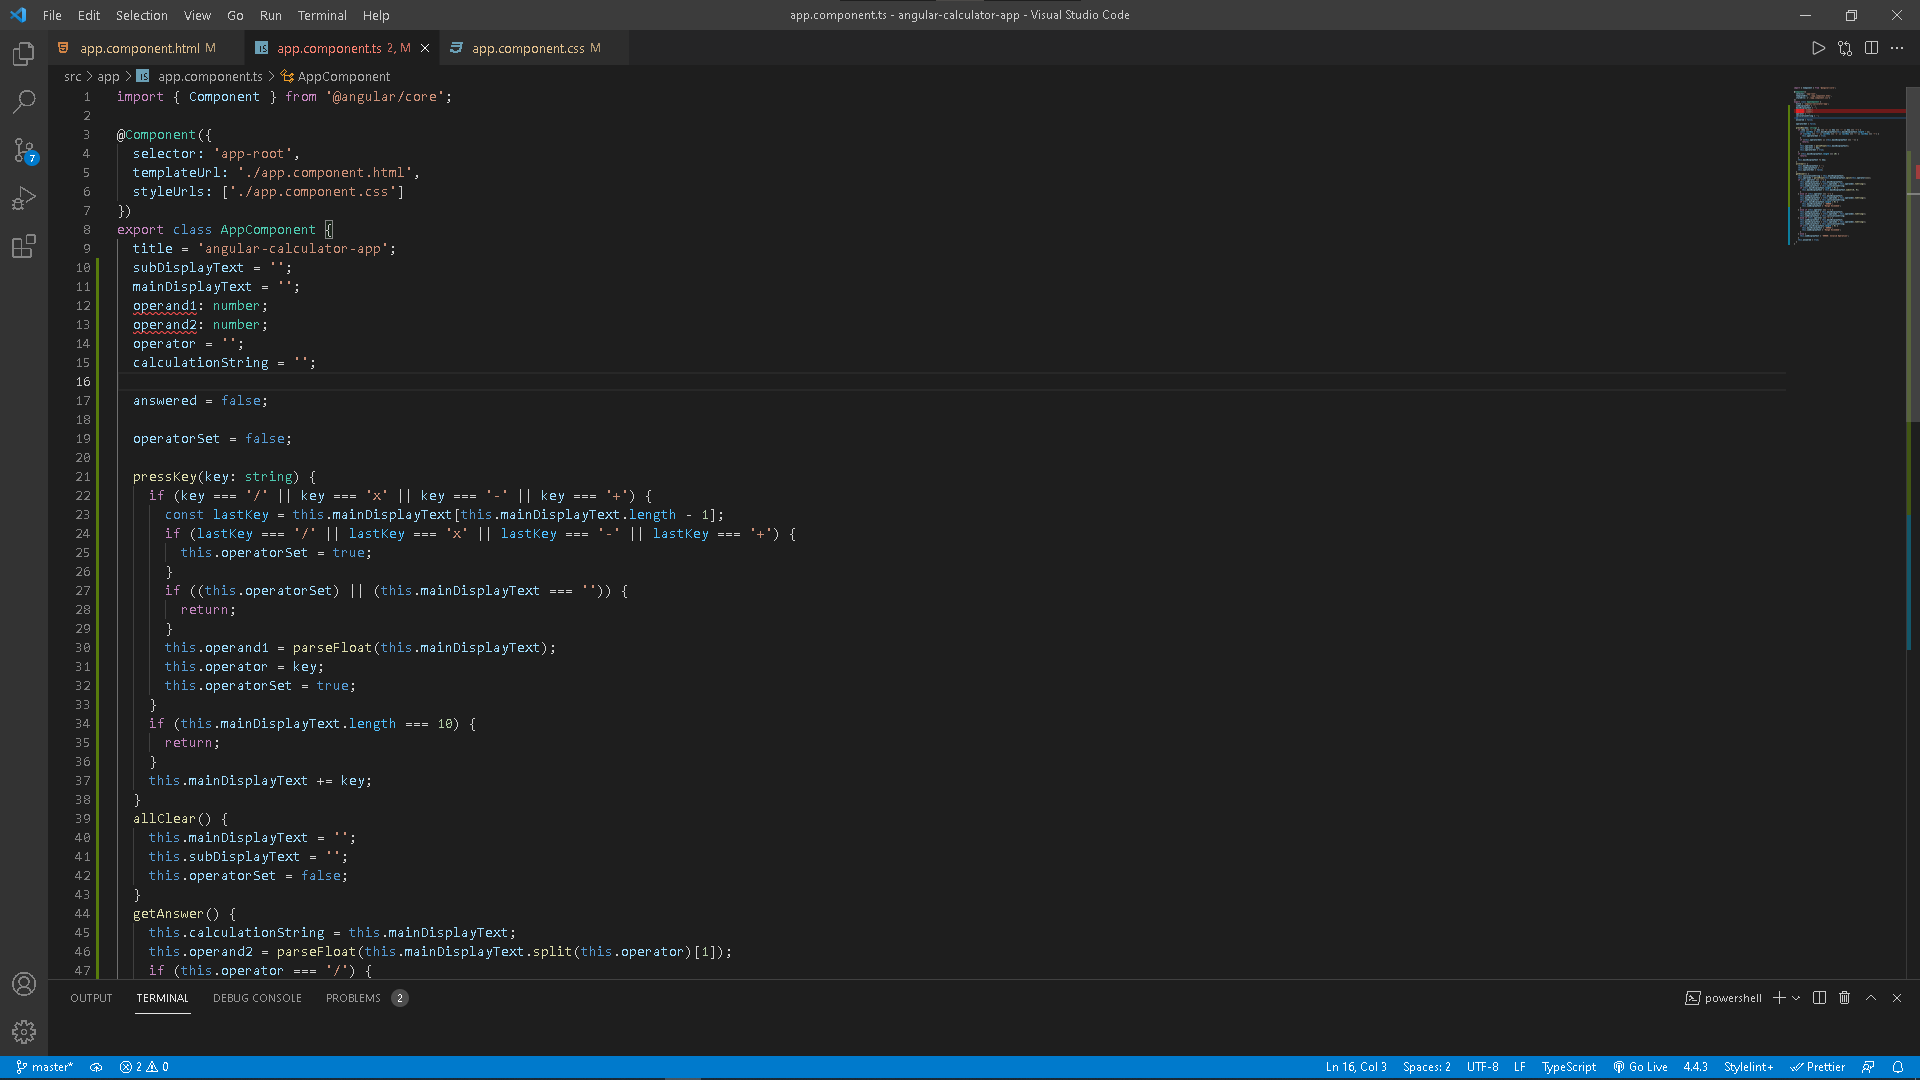 File Edit Selection View Go Run Terminal Help
app.component.ts - angular-calculator-app - Visual Studio Code
app.component.html M
app.component.ts 2, M
app.component.css M
src > app > app.component.ts > AppComponent
1 import { Component } from '@angular/core';
2
3 @Component({
4 selector: 'app-root',
5 templateUrl: './app.component.html',
6 styleUrls: ['./app.component.css']
7 })
8 export class AppComponent {
9 title = 'angular-calculator-app';
10 subDisplayText = '';
11 mainDisplayText = '';
12 operand1: number;
13 operand2: number;
14 operator = '';
15 calculationString = '';
16
17 answered = false;
18
19 operatorSet = false;
20
21 pressKey(key: string) {
22 if (key === '/' || key === 'x' || key === '-' || key === '+') {
23 const lastKey = this.mainDisplayText[this.mainDisplayText.length - 1];
24 if (lastKey === '/' || lastKey === 'x' || lastKey === '-' || lastKey === '+') {
25 this.operatorSet = true;
26 }
27 if ((this.operatorSet) || (this.mainDisplayText === '')) {
28 return;
29 }
30 this.operand1 = parseFloat(this.mainDisplayText);
31 this.operator = key;
32 this.operatorSet = true;
33 }
34 if (this.mainDisplayText.length === 10) {
35 return;
36 }
37 this.mainDisplayText += key;
38 }
39 allClear() {
40 this.mainDisplayText = '';
41 this.subDisplayText = '';
42 this.operatorSet = false;
43 }
44 getAnswer() {
45 this.calculationString = this.mainDisplayText;
46 this.operand2 = parseFloat(this.mainDisplayText.split(this.operator)[1]);
47 if (this.operator === '/') {
7
OUTPUT TERMINAL DEBUG CONSOLE PROBLEMS 2
powershell
master* 2 0
Ln 16, Col 3 Spaces: 2 UTF-8 LF TypeScript Go Live 4.4.3 Stylelint+ Prettier